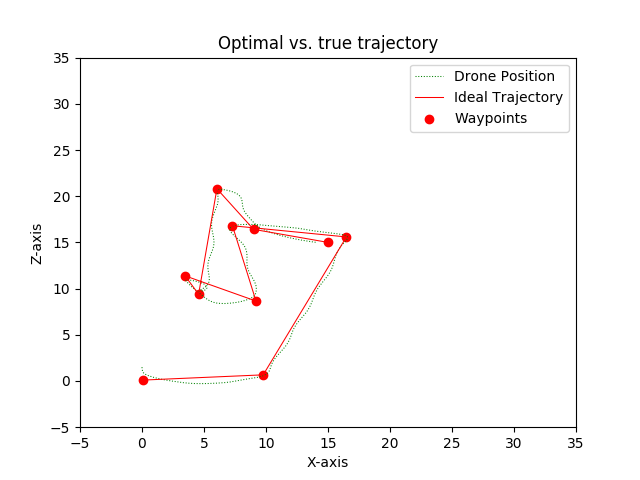 Optimal vs. true trajectory
Drone Position
Ideal Trajectory
Waypoints
Z-axis
35
30
25
20
15
10
5
0
−5
−5 0 5 10 15 20 25 30 35
X-axis